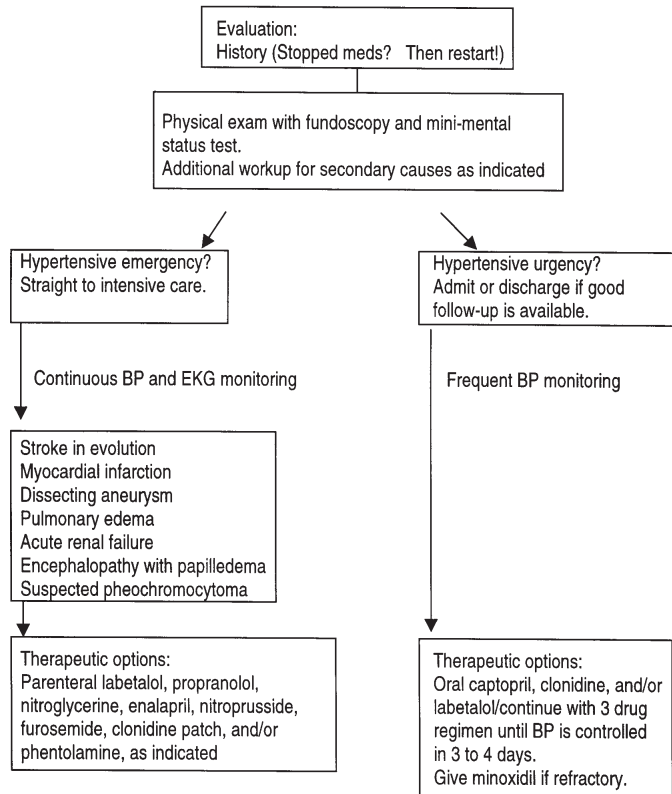 Evaluation:
History (Stopped meds? Then restart!)
Physical exam with fundoscopy and mini-mental
status test.
Additional workup for secondary causes as indicated
Hypertensive emergency?
Straight to intensive care.
Hypertensive urgency?
Admit or discharge if good
follow-up is available.
Continuous BP and EKG monitoring
Frequent BP monitoring
Stroke in evolution
Myocardial infarction
Dissecting aneurysm
Pulmonary edema
Acute renal failure
Encephalopathy with papilledema
Suspected pheochromocytoma
Therapeutic options:
Parenteral labetalol, propranolol,
nitroglycerine, enalapril, nitroprusside,
furosemide, clonidine patch, and/or
phentolamine, as indicated
Therapeutic options:
Oral captopril, clonidine, and/or
labetalol/continue with 3 drug
regimen until BP is controlled
in 3 to 4 days.
Give minoxidil if refractory.